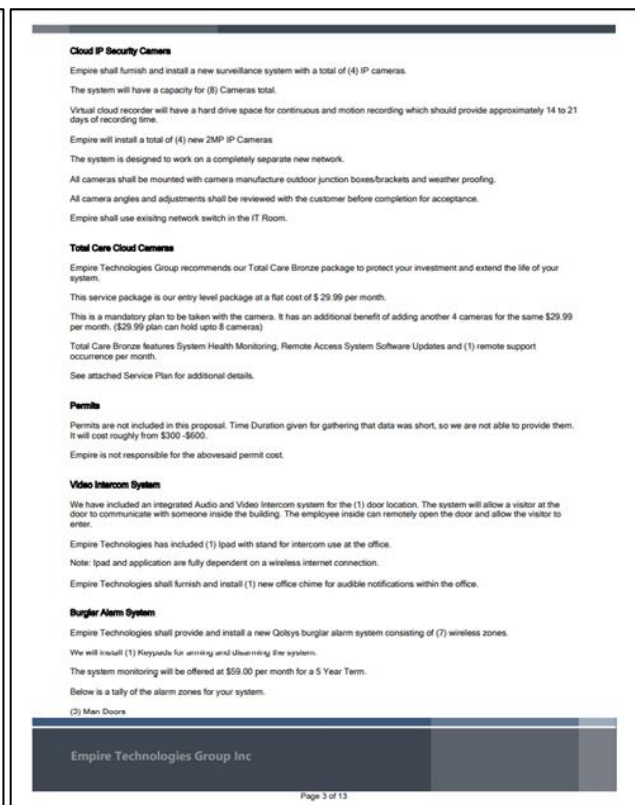 Cloud IP Security Camera
Empire shall furnish and install a new surveillance system with a total of (4) IP cameras.
The system will have a capacity for (8) Cameras total.
Virtual cloud recorder will have a hard drive space for continuous and motion recording which should provide approximately 14 to 21
days of recording time.
Empire will install a total of (4) new 2MP IP Cameras
The system is designed to work on a completely separate new network.
All cameras shall be mounted with camera manufacture outdoor junction boxes/brackets and weather proofing.
All camera angles and adjustments shall be reviewed with the customer before completion for acceptance.
Empire shall use exisitng network switch in the IT Room.
Total Care Cloud Cameras
Empire Technologies Group recommends our Total Care Bronze package to protect your investment and extend the life of your
system.
This service package is our entry level package at a flat cost of $ 29.99 per month.
This is a mandatory plan to be taken with the camera. It has an additional benefit of adding another 4 cameras for the same $29.99
per month. ($29.99 plan can hold upto 8 cameras)
Total Care Bronze features System Health Monitoring, Remote Access System Software Updates and (1) remote support
occurrence per month.
See attached Service Plan for additional details.
Permits
Permits are not included in this proposal. Time Duration given for gathering that data was short, so we are not able to provide them.
It will cost roughly from $300 -$600.
Empire is not responsible for the abovesaid permit cost.
Video Intercom System
We have included an integrated Audio and Video Intercom system for the (1) door location. The system will allow a visitor at the
door to communicate with someone inside the building. The employee inside can remotely open the door and allow the visitor to
enter.
Empire Technologies has included (1) Ipad with stand for intercom use at the office.
Note: Ipad and application are fully dependent on a wireless internet connection.
Empire Technologies shall furnish and install (1) new office chime for audible notifications within the office.
Burglar Alarm System
Empire Technologies shall provide and install a new Qolsys burglar alarm system consisting of (7) wireless zones.
We will install (1) Keypads for arming and disarming the system.
The system monitoring will be offered at $59.00 per month for a 5 Year Term.
Below is a tally of the alarm zones for your system.
(3) Man Doors
Empire Technologies Group Inc
Page 3 of 13